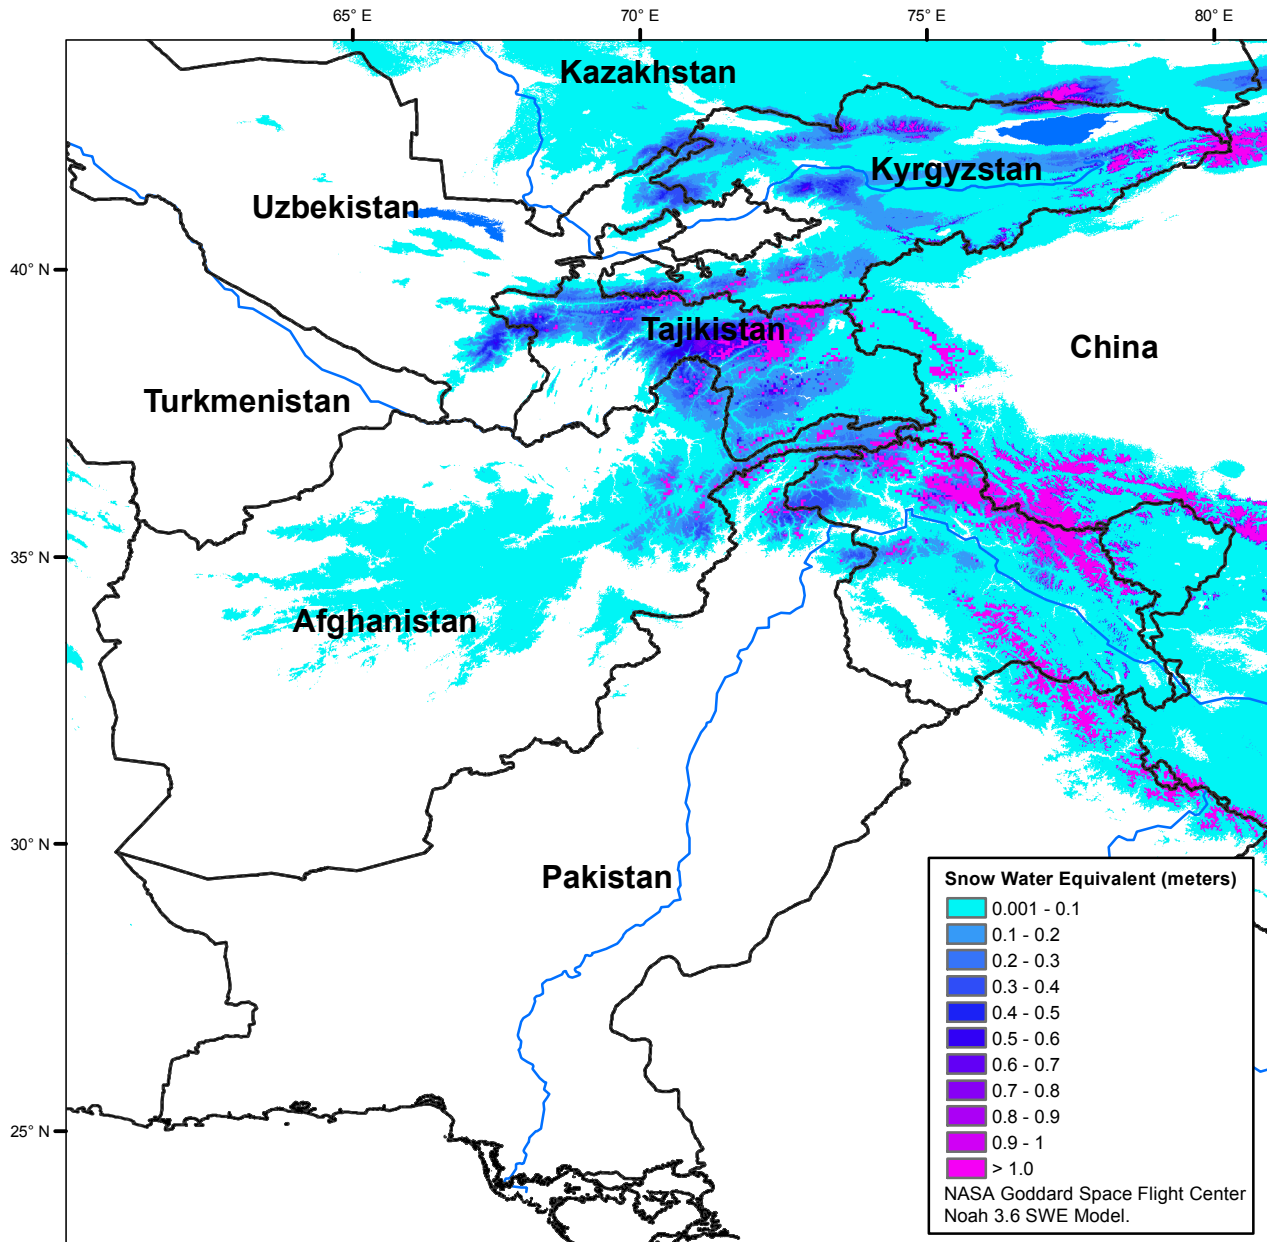 65° E
70° E
75° E
80° E
Kazakhstan
Kyrgyzstan
Uzbekistan
40° N
Tajikistan
China
Turkmenistan
35° N
Afghanistan
30° N
Pakistan
25° N
Snow Water Equivalent (meters)
0.001 - 0.1
0.1 - 0.2
0.2 - 0.3
0.3 - 0.4
0.4 - 0.5
0.5 - 0.6
0.6 - 0.7
0.7 - 0.8
0.8 - 0.9
0.9 - 1
> 1.0
NASA Goddard Space Flight Center
Noah 3.6 SWE Model.